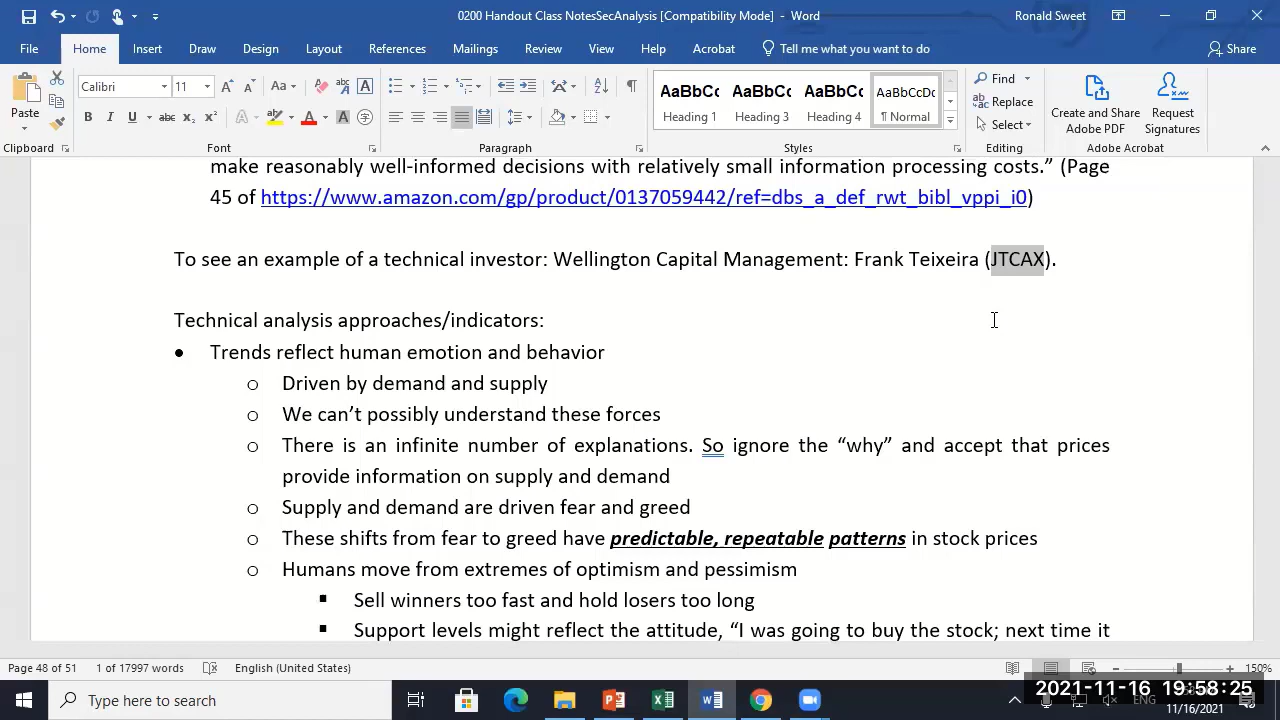 0200 Handout Class NotesSecAnalysis [Compatibility Mode] - Word
Ronald Sweet
File Home Insert Draw Design Layout References Mailings Review View Help Acrobat Tell me what you want to do Share
Paste
Calibri 11
Find
Replace
Select
AaBbCc AaBbCc AaBbCc AaBbCcDc
Heading 1 Heading 3 Heading 4 ¶ Normal
Create and Share Adobe PDF
Request Signatures
Clipboard Font Paragraph Styles Editing Adobe Acrobat
make reasonably well-informed decisions with relatively small information processing costs.” (Page
45 of https://www.amazon.com/gp/product/0137059442/ref=dbs_a_def_rwt_bibl_vppi_i0)
To see an example of a technical investor: Wellington Capital Management: Frank Teixeira (JTCAX).
Technical analysis approaches/indicators:
• Trends reflect human emotion and behavior
o Driven by demand and supply
o We can’t possibly understand these forces
o There is an infinite number of explanations. So ignore the “why” and accept that prices
provide information on supply and demand
o Supply and demand are driven fear and greed
o These shifts from fear to greed have predictable, repeatable patterns in stock prices
o Humans move from extremes of optimism and pessimism
▪ Sell winners too fast and hold losers too long
▪ Support levels might reflect the attitude, “I was going to buy the stock; next time it
Page 48 of 51 1 of 17997 words English (United States) 150%
Type here to search
2021-11-16 19:58:25
ENG
11/16/2021